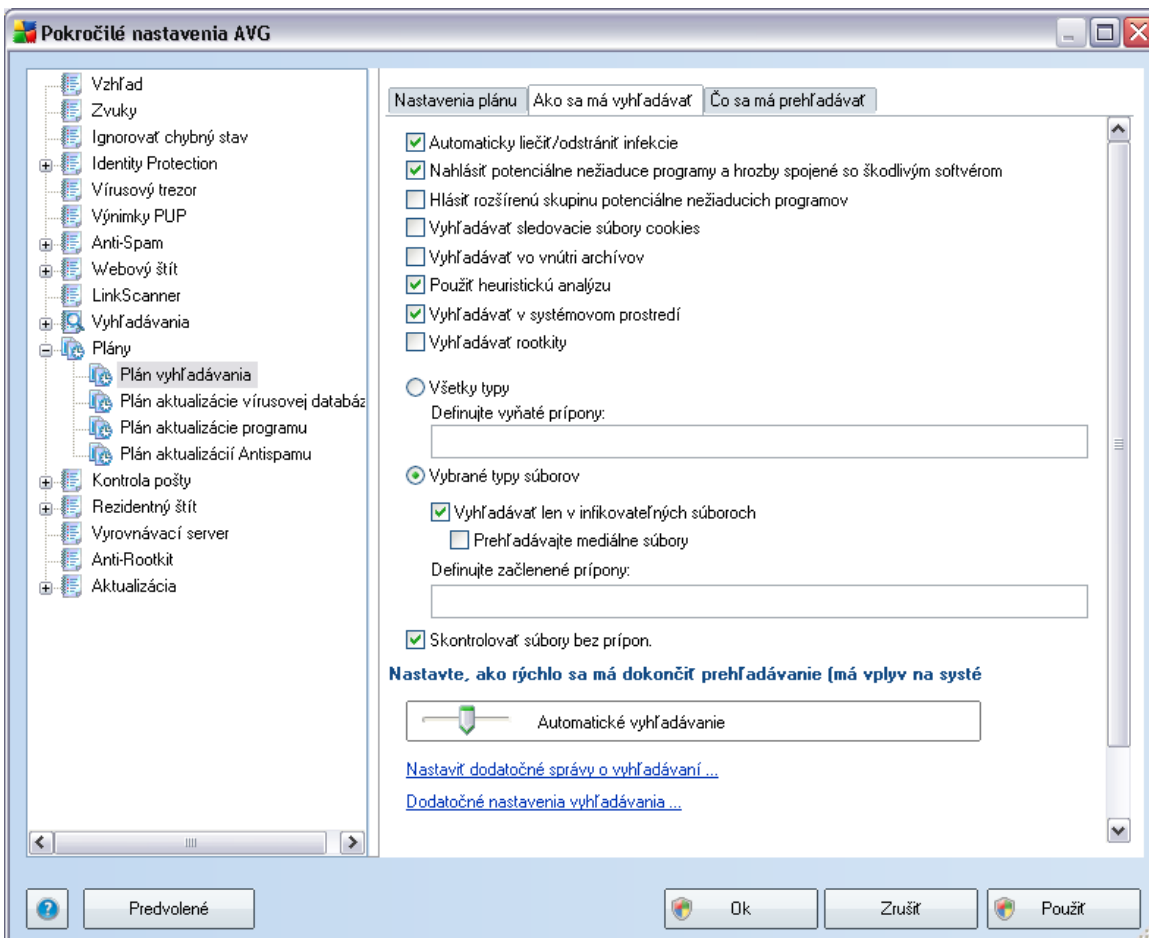 Pokročilé nastavenia AVG
Vzhľad
Zvuky
Ignorovať chybný stav
Identity Protection
Vírusový trezor
Výnimky PUP
Anti-Spam
Webový štít
LinkScanner
Vyhľadávania
Plány
Plán vyhľadávania
Plán aktualizácie vírusovej databáz
Plán aktualizácie programu
Plán aktualizácií Antispamu
Kontrola pošty
Rezidentný štít
Vyrovnávací server
Anti-Rootkit
Aktualizácia
Nastavenia plánu
Ako sa má vyhľadávať
Čo sa má prehľadávať
Automaticky liečiť/odstrániť infekcie
Nahlásiť potenciálne nežiaduce programy a hrozby spojené so škodlivým softvérom
Hlásiť rozšírenú skupinu potenciálne nežiaducich programov
Vyhľadávať sledovacie súbory cookies
Vyhľadávať vo vnútri archívov
Použiť heuristickú analýzu
Vyhľadávať v systémovom prostredí
Vyhľadávať rootkity
Všetky typy
Definujte vyňaté prípony:
Vybrané typy súborov
Vyhľadávať len v infikovateľných súboroch
Prehľadávajte mediálne súbory
Definujte začlenené prípony:
Skontrolovať súbory bez prípon.
Nastavte, ako rýchlo sa má dokončiť prehľadávanie (má vplyv na systé
Automatické vyhľadávanie
Nastaviť dodatočné správy o vyhľadávaní ...
Dodatočné nastavenia vyhľadávania ...
Predvolené
Ok
Zrušiť
Použiť